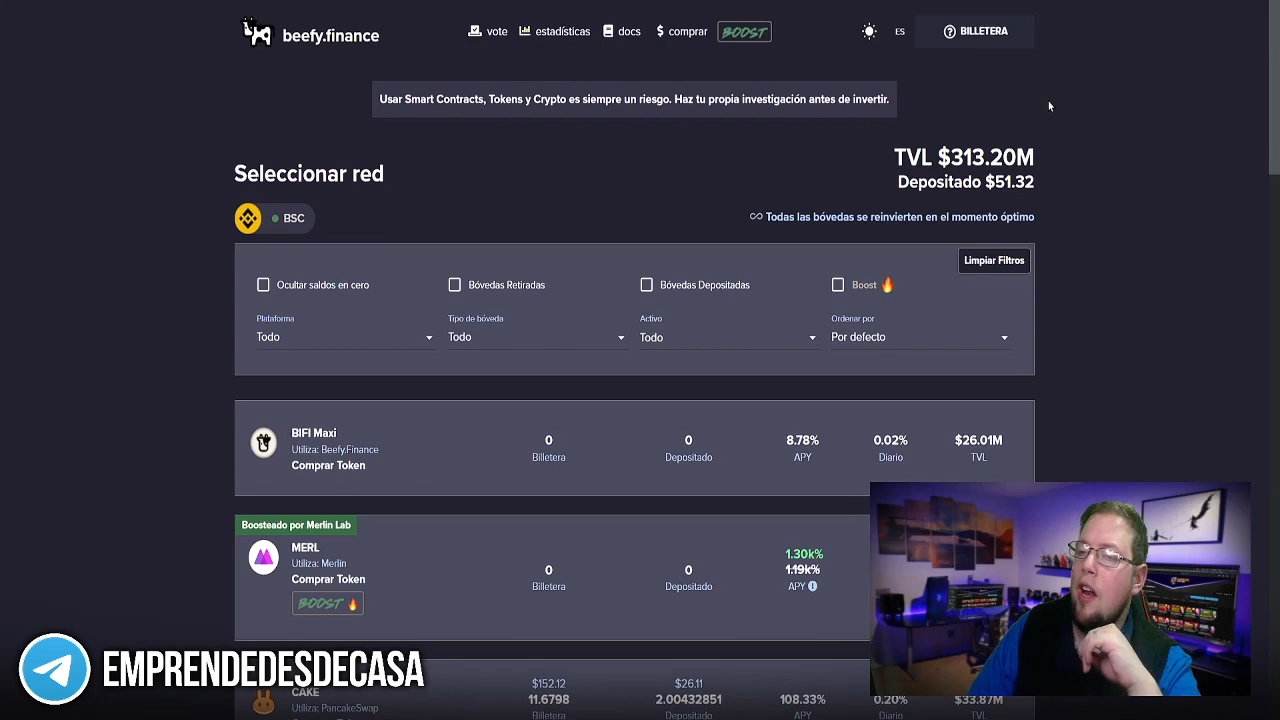 beefy.finance
vote
estadísticas
docs
$ comprar
BOOST
ES
BILLETERA
Usar Smart Contracts, Tokens y Crypto es siempre un riesgo. Haz tu propia investigación antes de invertir.
Seleccionar red
TVL $313.20M
Depositado $51.32
BSC
Todas las bóvedas se reinvierten en el momento óptimo
Limpiar Filtros
Ocultar saldos en cero
Bóvedas Retiradas
Bóvedas Depositadas
Boost 🔥
Plataforma
Tipo de bóveda
Activo
Ordenar por
Todo
Todo
Todo
Por defecto
BIFI Maxi
Utiliza: Beefy.Finance
Comprar Token
0
Billetera
0
Depositado
8.78%
APY
0.02%
Diario
$26.01M
TVL
Boosteado por Merlin Lab
MERL
Utiliza: Merlin
Comprar Token
BOOST 🔥
0
Billetera
0
Depositado
1.30k%
1.19k%
APY
CAKE
Utiliza: PancakeSwap
$152.12
11.6798
Billetera
$26.11
2.00432851
Depositado
108.33%
APY
0.20%
Diario
$33.87M
TVL
EMPRENDEDESDECASA